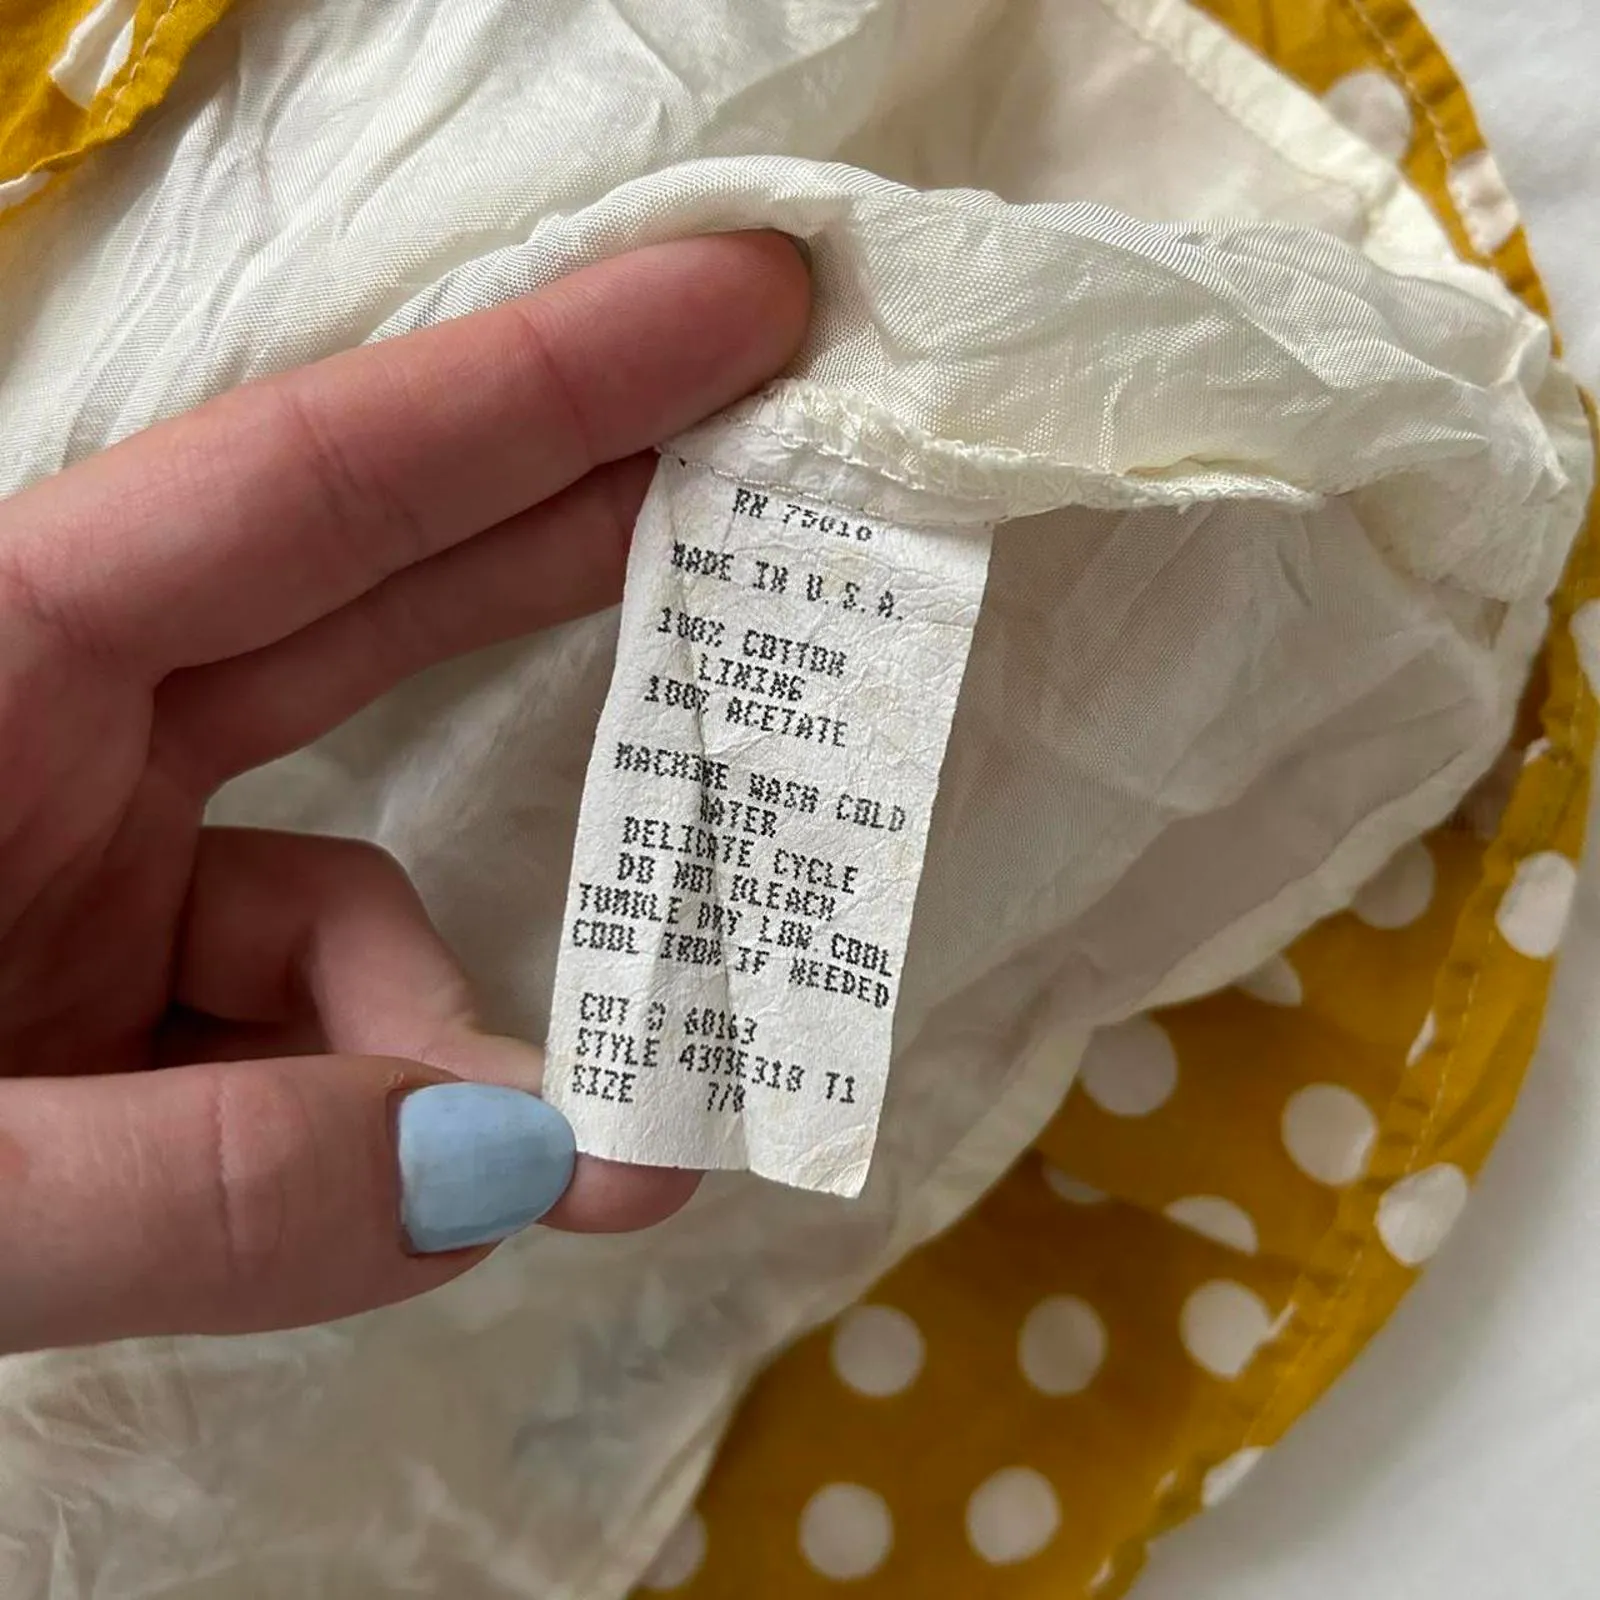 RN 75010
MADE IN U.S.A.
100% COTTON
LINING
100% ACETATE
MACHINE WASH COLD
WATER
DELICATE CYCLE
DO NOT BLEACH
TUMBLE DRY LOW.COOL
COOL IRON IF NEEDED
CUT 60163
STYLE 4393E318 T1
SIZE 7/8